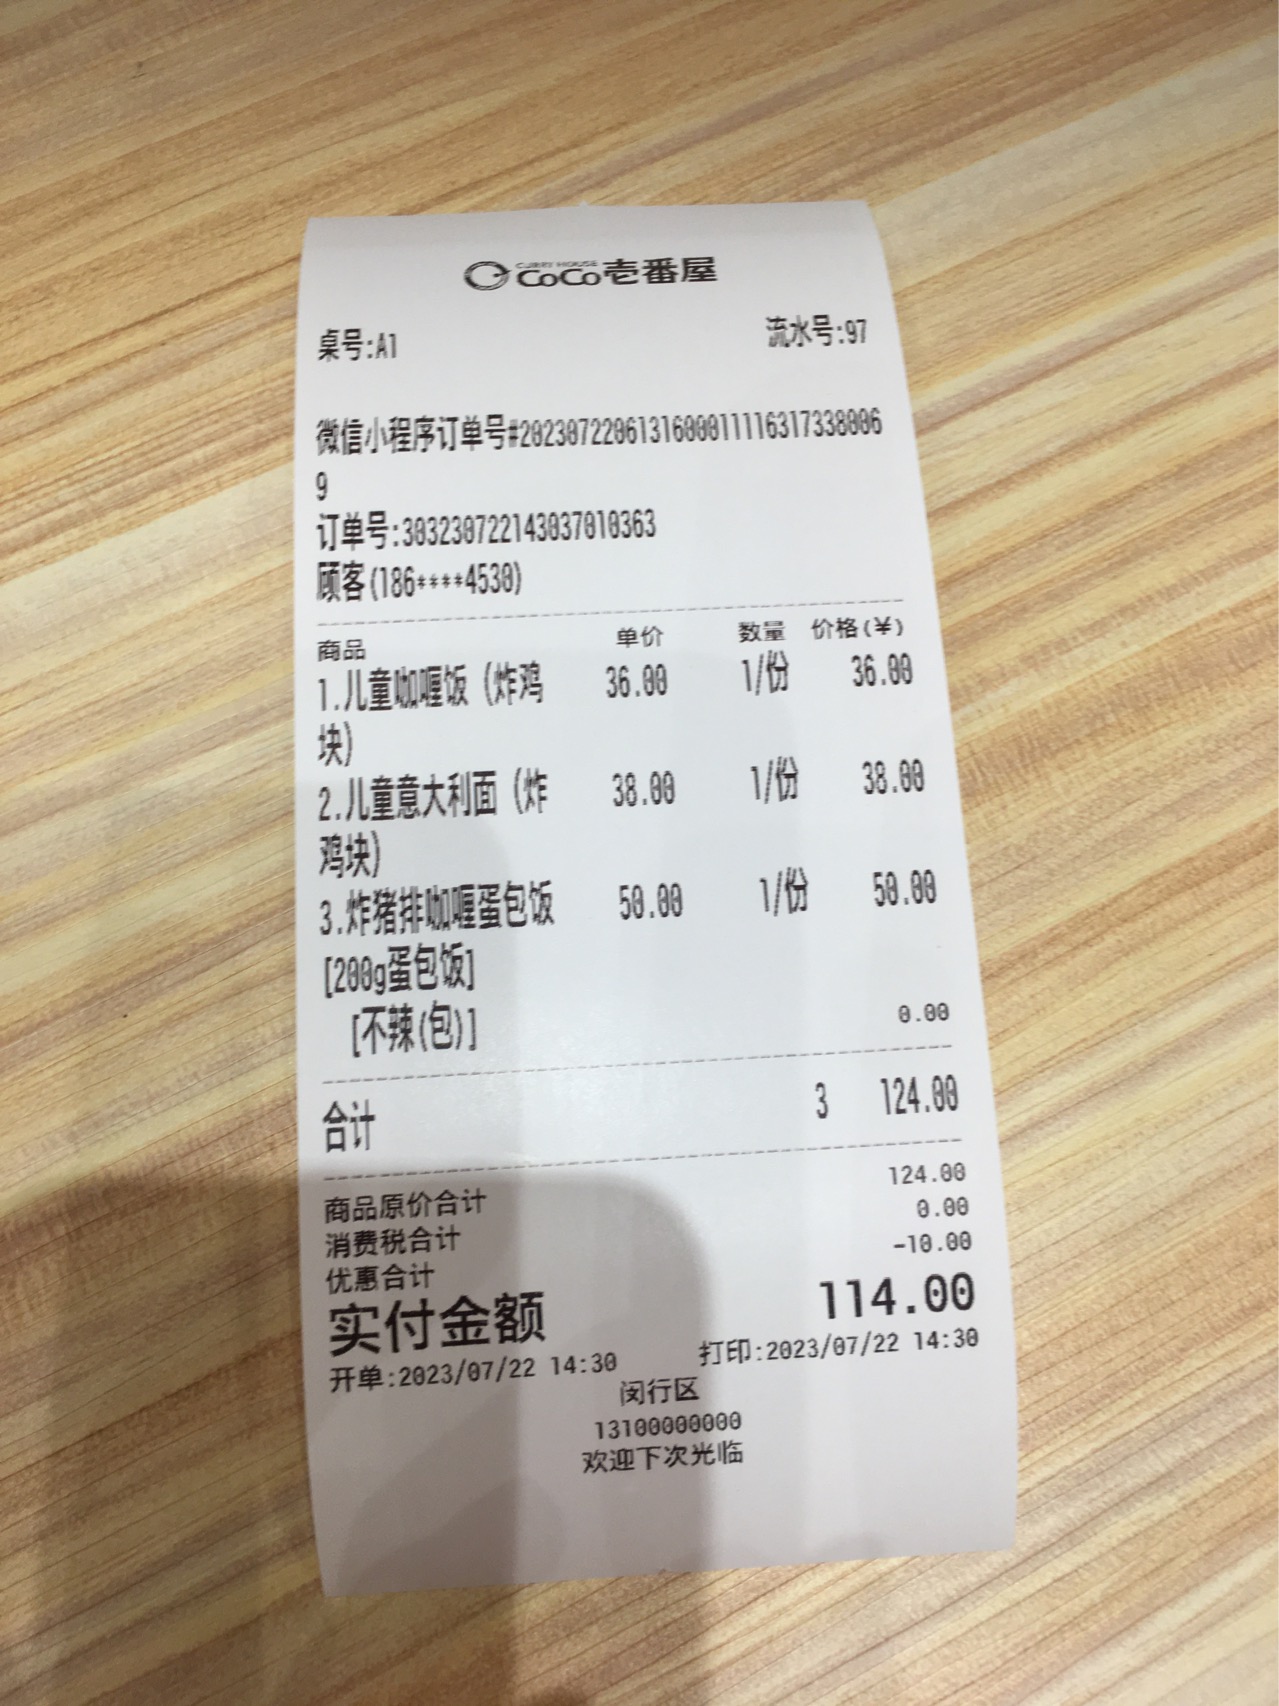 CURRY HOUSE
CoCo壱番屋
桌号:A1 流水号:97
微信小程序订单号#2023072206131600011116317338006
9
订单号:303230722143037010363
顾客(186****4530)
商品 单价 数量 价格(¥)
1.儿童咖喱饭（炸鸡 36.00 1/份 36.00
块）
2.儿童意大利面（炸 38.00 1/份 38.00
鸡块）
3.炸猪排咖喱蛋包饭 50.00 1/份 50.00
[200g蛋包饭]
[不辣(包)] 0.00
合计 3 124.00
商品原价合计 124.00
消费税合计 0.00
优惠合计 -10.00
实付金额 114.00
开单:2023/07/22 14:30 打印:2023/07/22 14:30
闵行区
13100000000
欢迎下次光临